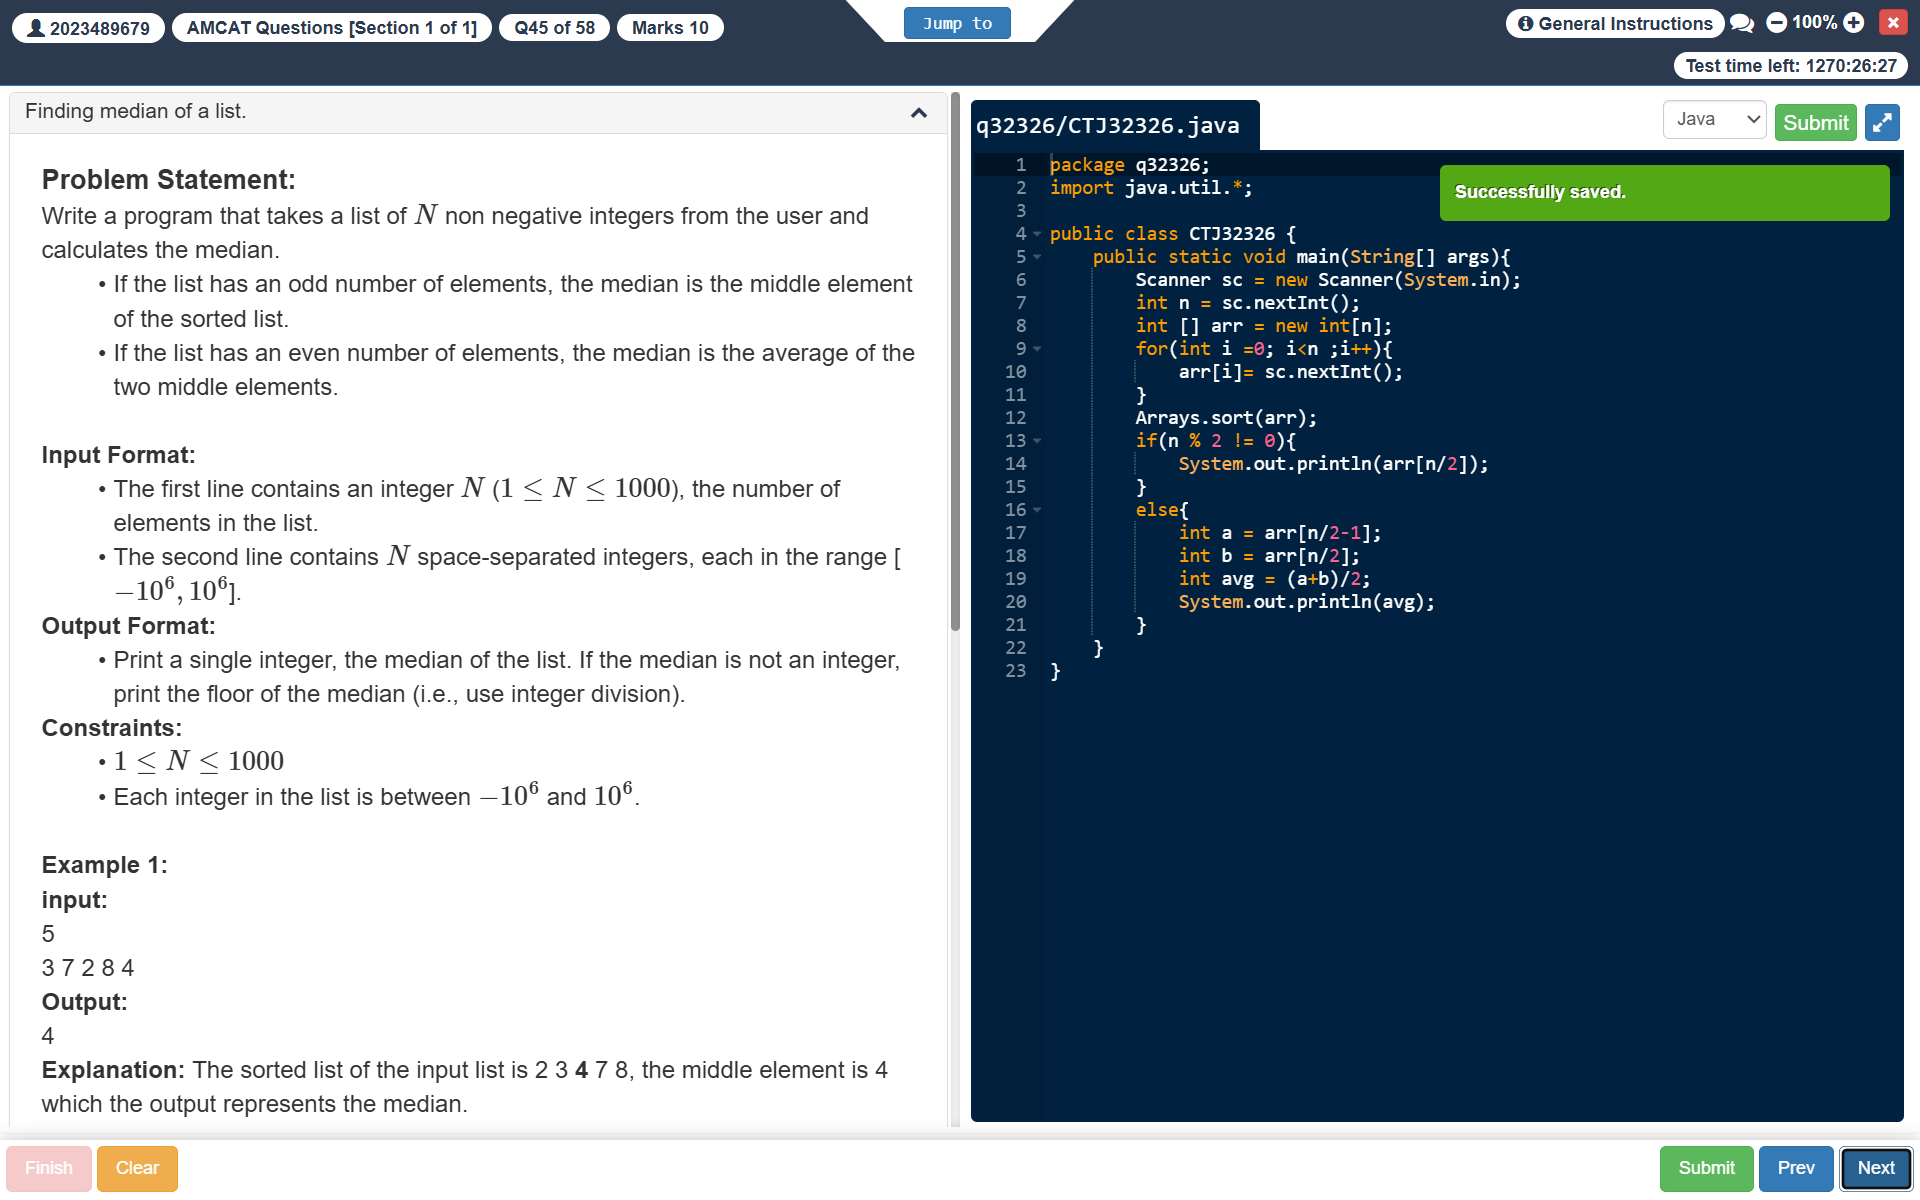 2023489679
AMCAT Questions [Section 1 of 1]
Q45 of 58
Marks 10
Jump to
General Instructions
100%
Test time left: 1270:26:27
Finding median of a list.
Problem Statement:
Write a program that takes a list of N non negative integers from the user and
calculates the median.
• If the list has an odd number of elements, the median is the middle element
of the sorted list.
• If the list has an even number of elements, the median is the average of the
two middle elements.
Input Format:
• The first line contains an integer N (1 ≤ N ≤ 1000), the number of
elements in the list.
• The second line contains N space-separated integers, each in the range [
−10⁶, 10⁶].
Output Format:
• Print a single integer, the median of the list. If the median is not an integer,
print the floor of the median (i.e., use integer division).
Constraints:
• 1 ≤ N ≤ 1000
• Each integer in the list is between −10⁶ and 10⁶.
Example 1:
input:
5
3 7 2 8 4
Output:
4
Explanation: The sorted list of the input list is 2 3 4 7 8, the middle element is 4
which the output represents the median.
q32326/CTJ32326.java
Java
Submit
Successfully saved.
1 package q32326;
2 import java.util.*;
3
4 public class CTJ32326 {
5     public static void main(String[] args){
6         Scanner sc = new Scanner(System.in);
7         int n = sc.nextInt();
8         int [] arr = new int[n];
9         for(int i =0; i<n ;i++){
10             arr[i]= sc.nextInt();
11         }
12         Arrays.sort(arr);
13         if(n % 2 != 0){
14             System.out.println(arr[n/2]);
15         }
16         else{
17             int a = arr[n/2-1];
18             int b = arr[n/2];
19             int avg = (a+b)/2;
20             System.out.println(avg);
21         }
22     }
23 }
Finish
Clear
Submit
Prev
Next